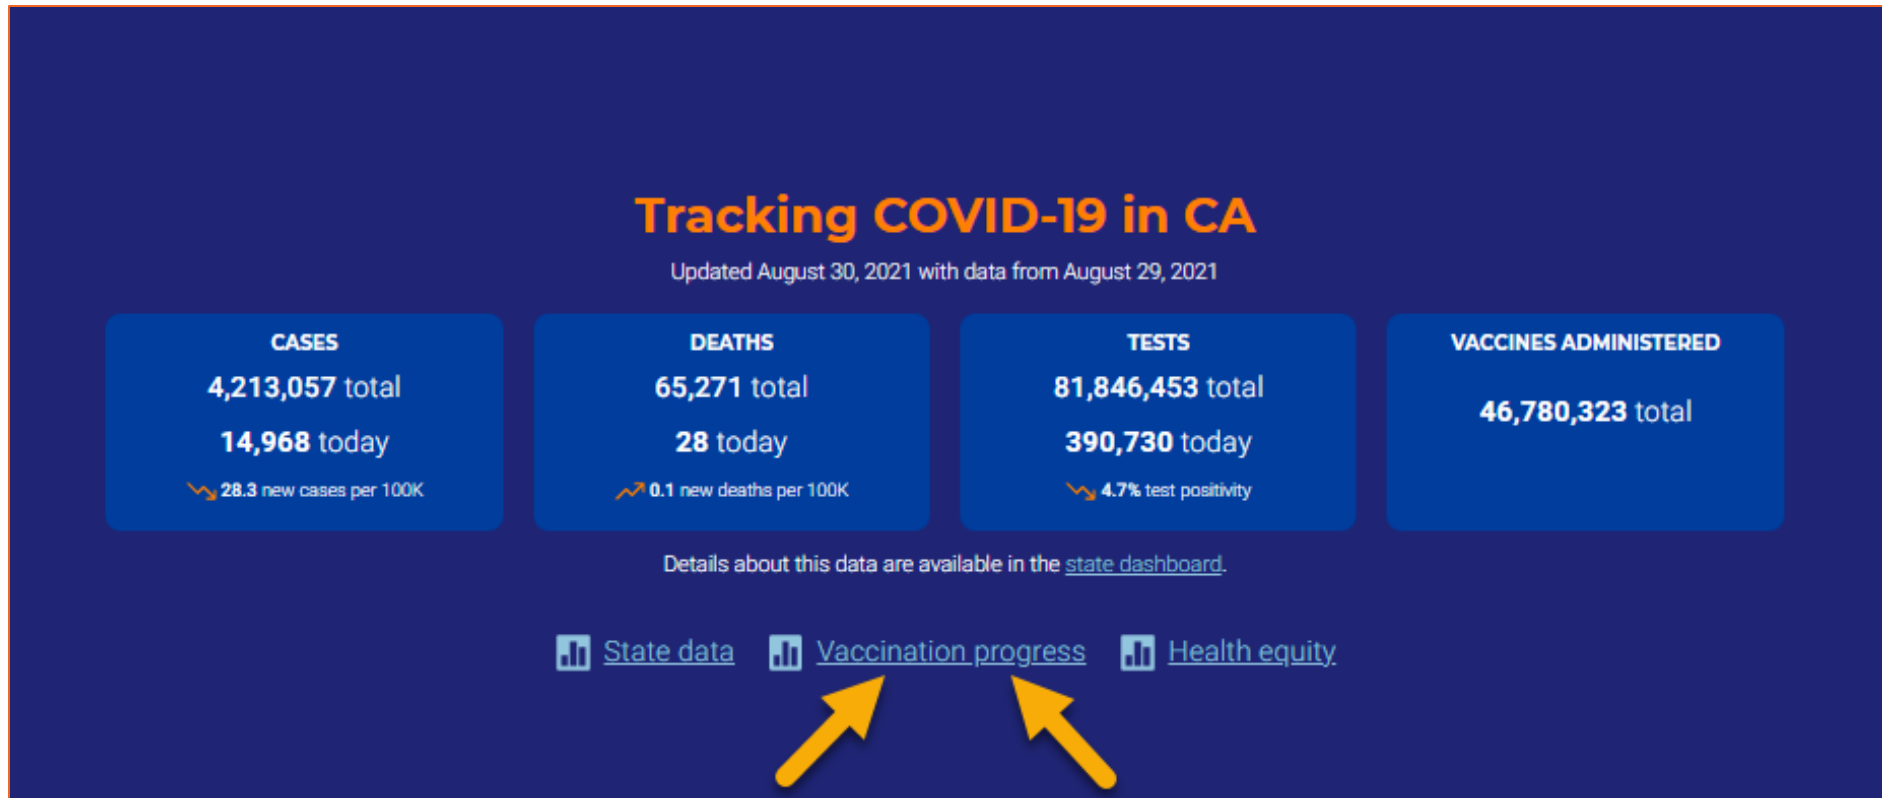 Tracking COVID-19 in CA
Updated August 30, 2021 with data from August 29, 2021
CASES
4,213,057 total
14,968 today
28.3 new cases per 100K
DEATHS
65,271 total
28 today
0.1 new deaths per 100K
TESTS
81,846,453 total
390,730 today
4.7% test positivity
VACCINES ADMINISTERED
46,780,323 total
Details about this data are available in the state dashboard.
State data Vaccination progress Health equity